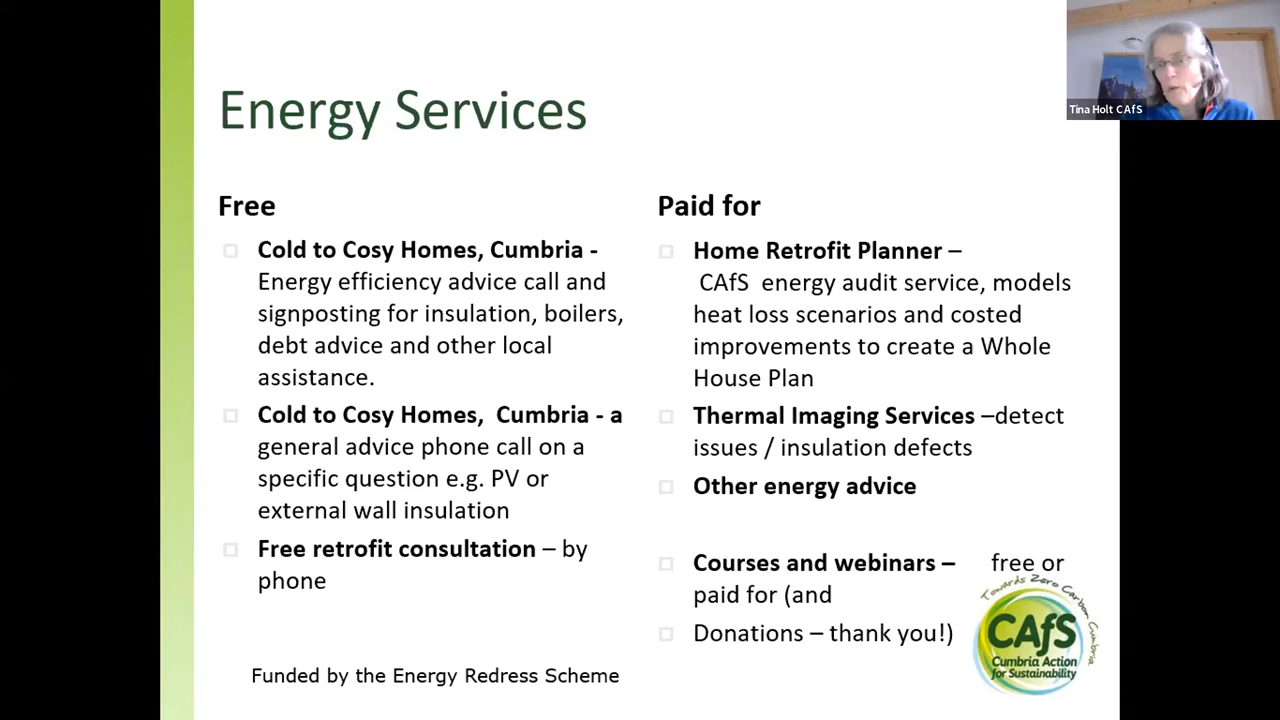 Energy Services
Free
Cold to Cosy Homes, Cumbria -
Energy efficiency advice call and
signposting for insulation, boilers,
debt advice and other local
assistance.
Cold to Cosy Homes,  Cumbria - a
general advice phone call on a
specific question e.g. PV or
external wall insulation
Free retrofit consultation – by
phone
Funded by the Energy Redress Scheme
Paid for
Home Retrofit Planner –
CAfS  energy audit service, models
heat loss scenarios and costed
improvements to create a Whole
House Plan
Thermal Imaging Services –detect
issues / insulation defects
Other energy advice
Courses and webinars –     free or
paid for (and
Donations – thank you!)
Towards Zero Carbon Cumbria
CAfS
Cumbria Action
for Sustainability
Tina Holt CAfS